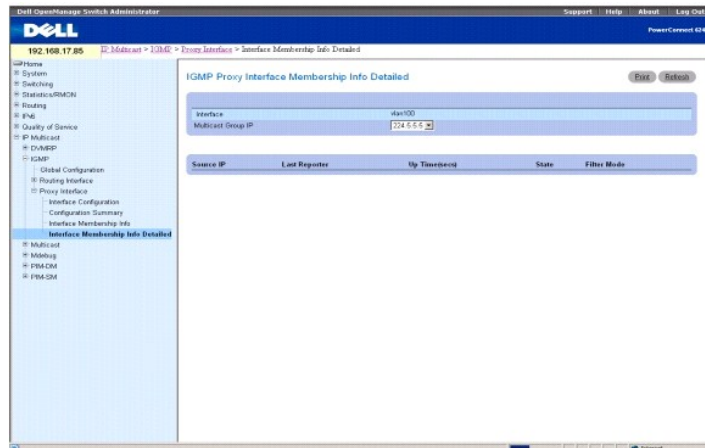 Dell OpenManage Switch Administrator
Support Help About Log Out
DELL
PowerConnect 624
192.168.17.85
IP Multicast > IGMP > Proxy Interface > Interface Membership Info Detailed
Home
System
Switching
Statistics/RMON
Routing
IPv6
Quality of Service
IP Multicast
DVMRP
IGMP
Global Configuration
Routing Interface
Proxy Interface
Interface Configuration
Configuration Summary
Interface Membership Info
Interface Membership Info Detailed
Multicast
Mdebug
PIM-DM
PIM-SM
IGMP Proxy Interface Membership Info Detailed
Print Refresh
Interface vlan100
Multicast Group IP 224.5.5.5
Source IP Last Reporter Up Time(secs) State Filter Mode
Internet